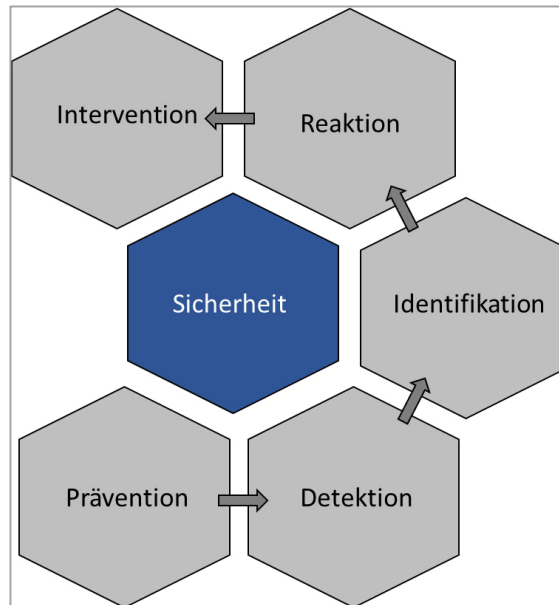 Intervention
Reaktion
Sicherheit
Identifikation
Prävention
Detektion